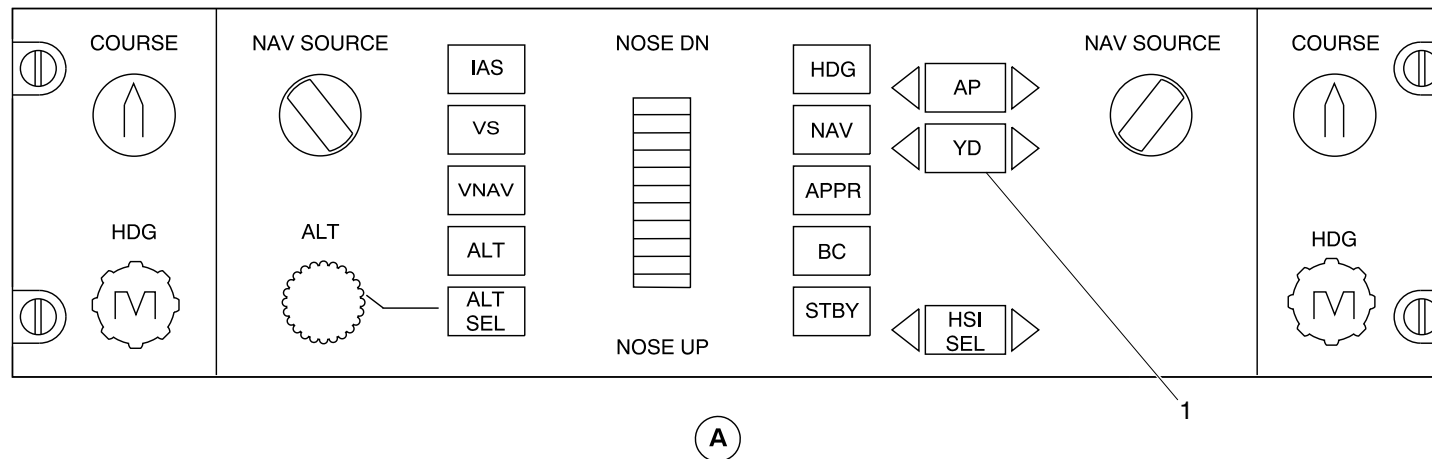 COURSE
NAV SOURCE
IAS
VS
VNAV
ALT
ALT
SEL
HDG
ALT
NOSE DN
NOSE UP
HDG
NAV
APPR
BC
STBY
AP
YD
HSI
SEL
NAV SOURCE
COURSE
HDG
1
A